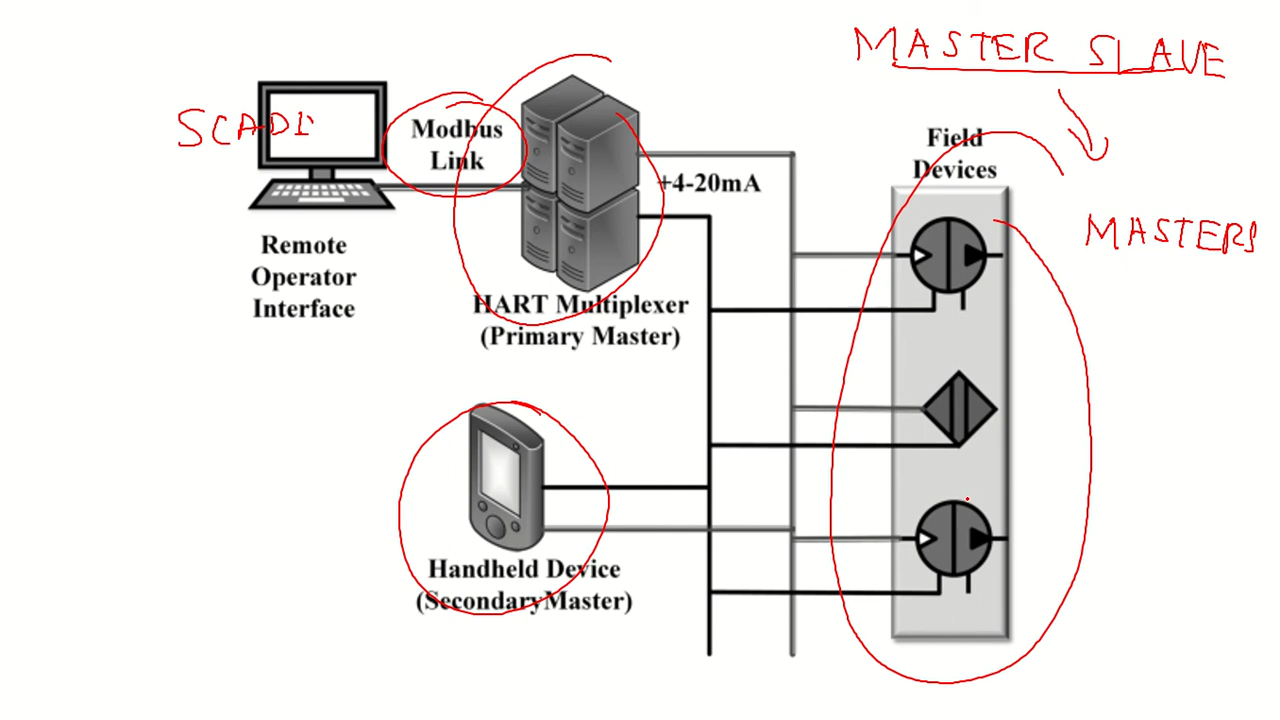 MASTER SLAVE
SCADA
Modbus
Link
Field
Devices
+4-20mA
MASTERS
Remote
Operator
Interface
HART Multiplexer
(Primary Master)
Handheld Device
(SecondaryMaster)